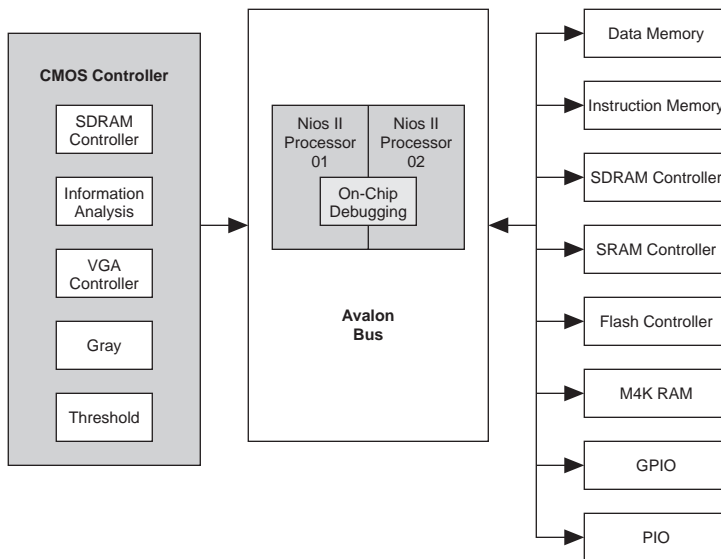 CMOS Controller
SDRAM
Controller
Information
Analysis
VGA
Controller
Gray
Threshold
Nios II
Processor
01
Nios II
Processor
02
On-Chip
Debugging
Avalon
Bus
Data Memory
Instruction Memory
SDRAM Controller
SRAM Controller
Flash Controller
M4K RAM
GPIO
PIO